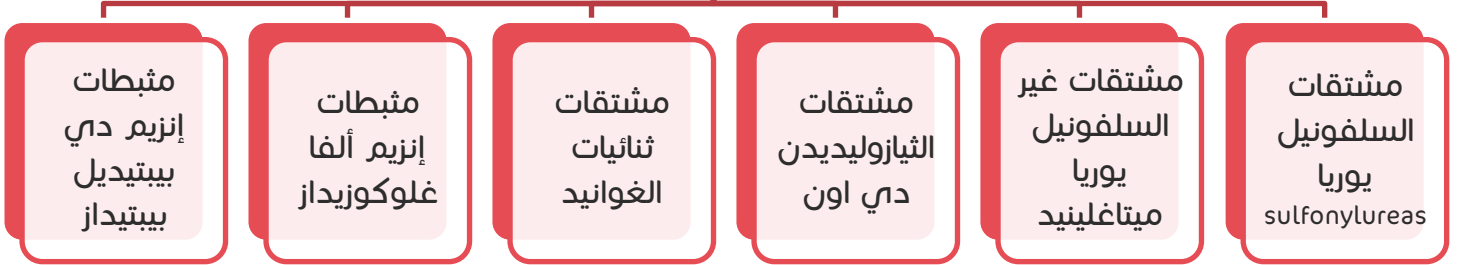 مشتقات
السلفونيل
يوريا
sulfonylureas
مشتقات غير
السلفونيل
يوريا
ميتاغلينيد
مشتقات
الثيازوليديدن
دي اون
مشتقات
ثنائيات
الغوانيد
مثبطات
إنزيم ألفا
غلوكوزيداز
مثبطات
إنزيم دي
بيبتيديل
بيبتيداز